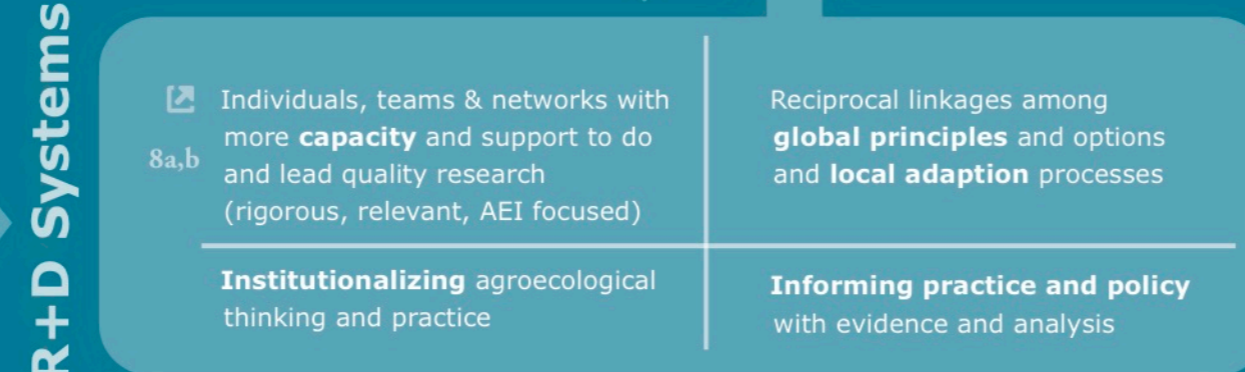 R+D Systems
Individuals, teams & networks with
more capacity and support to do
8a,b
and lead quality research
(rigorous, relevant, AEI focused)
Reciprocal linkages among
global principles and options
and local adaption processes
Institutionalizing agroecological
thinking and practice
Informing practice and policy
with evidence and analysis